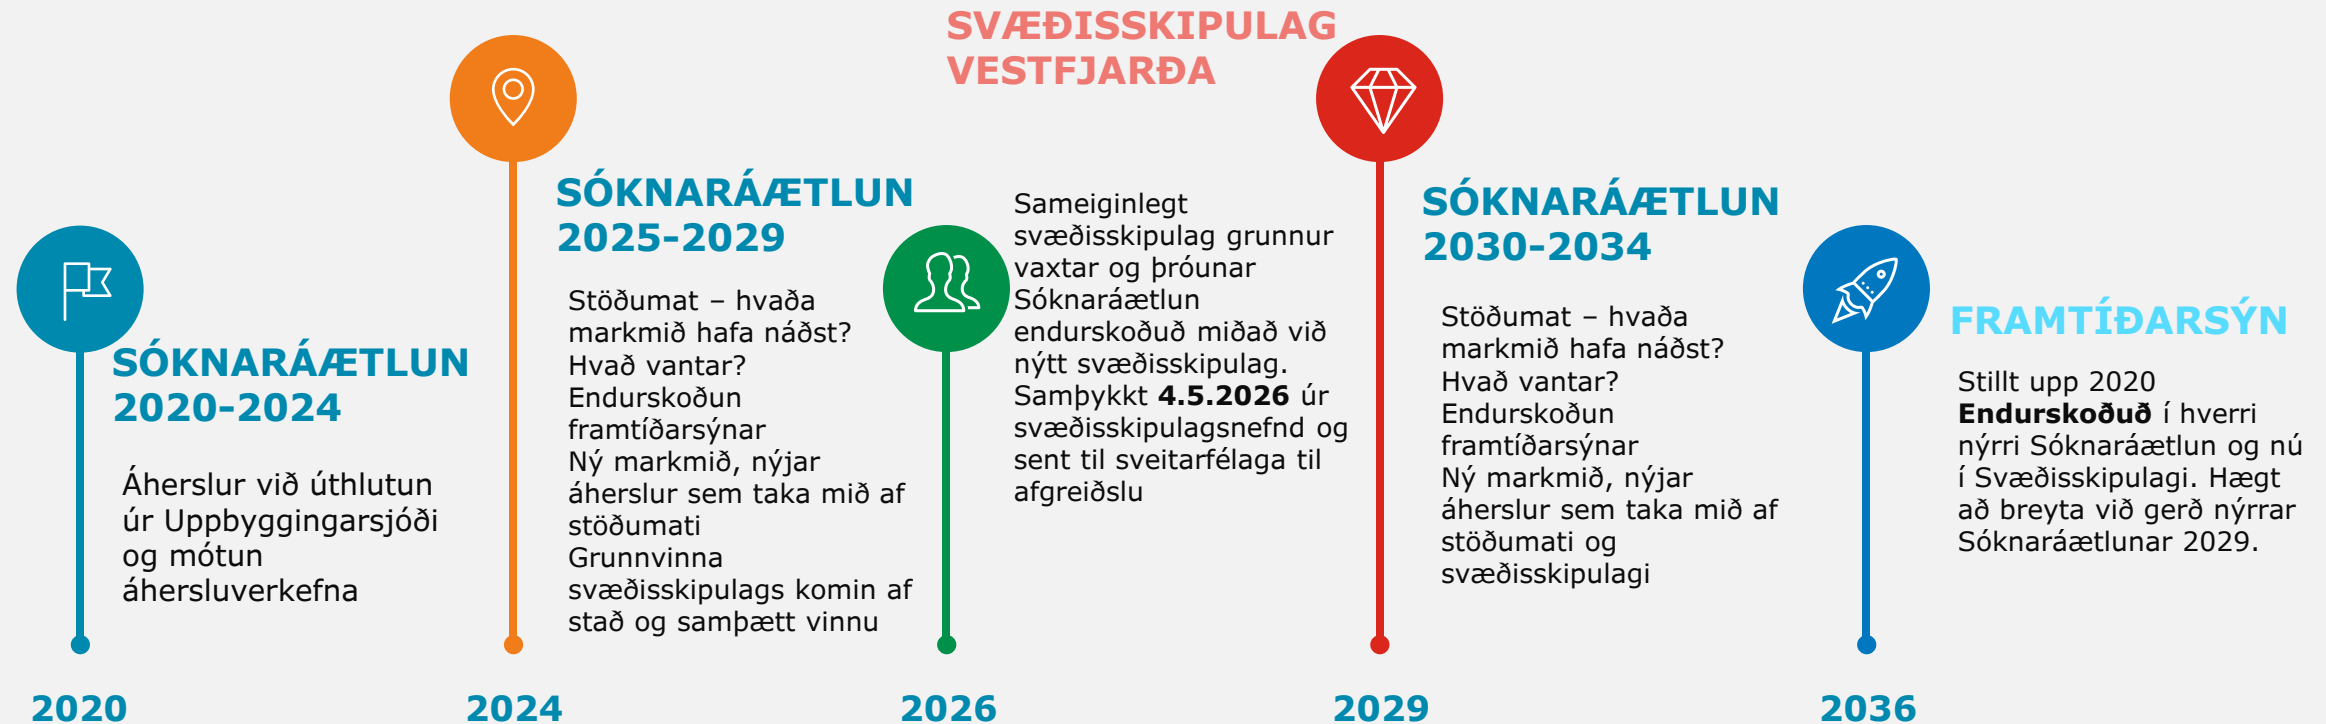 SÓKNARÁÆTLUN
2020-2024
Áherslur við úthlutun
úr Uppbyggingarsjóði
og mótun
áhersluverkefna
2020
SÓKNARÁÆTLUN
2025-2029
Stöðumat – hvaða
markmið hafa náðst?
Hvað vantar?
Endurskoðun
framtíðarsýnar
Ný markmið, nýjar
áherslur sem taka mið af
stöðumati
Grunnvinna
svæðisskipulags komin af
stað og samþætt vinnu
2024
SVÆÐISSKIPULAG
VESTFJARÐA
Sameiginlegt
svæðisskipulag grunnur
vaxtar og þróunar
Sóknaráætlun
endurskoðuð miðað við
nýtt svæðisskipulag.
Samþykkt 4.5.2026 úr
svæðisskipulagsnefnd og
sent til sveitarfélaga til
afgreiðslu
2026
SÓKNARÁÆTLUN
2030-2034
Stöðumat – hvaða
markmið hafa náðst?
Hvað vantar?
Endurskoðun
framtíðarsýnar
Ný markmið, nýjar
áherslur sem taka mið af
stöðumati og
svæðisskipulagi
2029
FRAMTÍÐARSÝN
Stillt upp 2020
Endurskoðuð í hverri
nýrri Sóknaráætlun og nú
í Svæðisskipulagi. Hægt
að breyta við gerð nýrrar
Sóknaráætlunar 2029.
2036